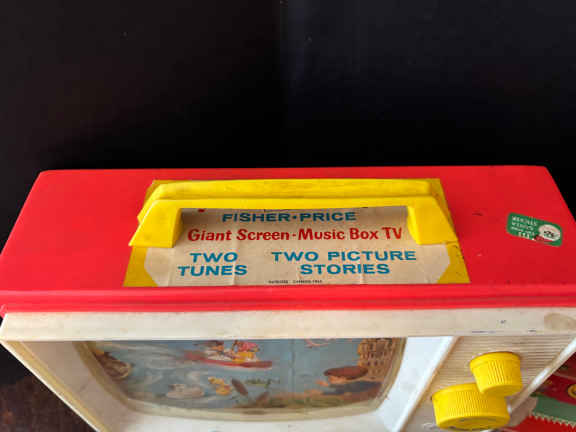 FISHER·PRICE
Giant Screen·Music Box TV
TWO TUNES
TWO PICTURE STORIES